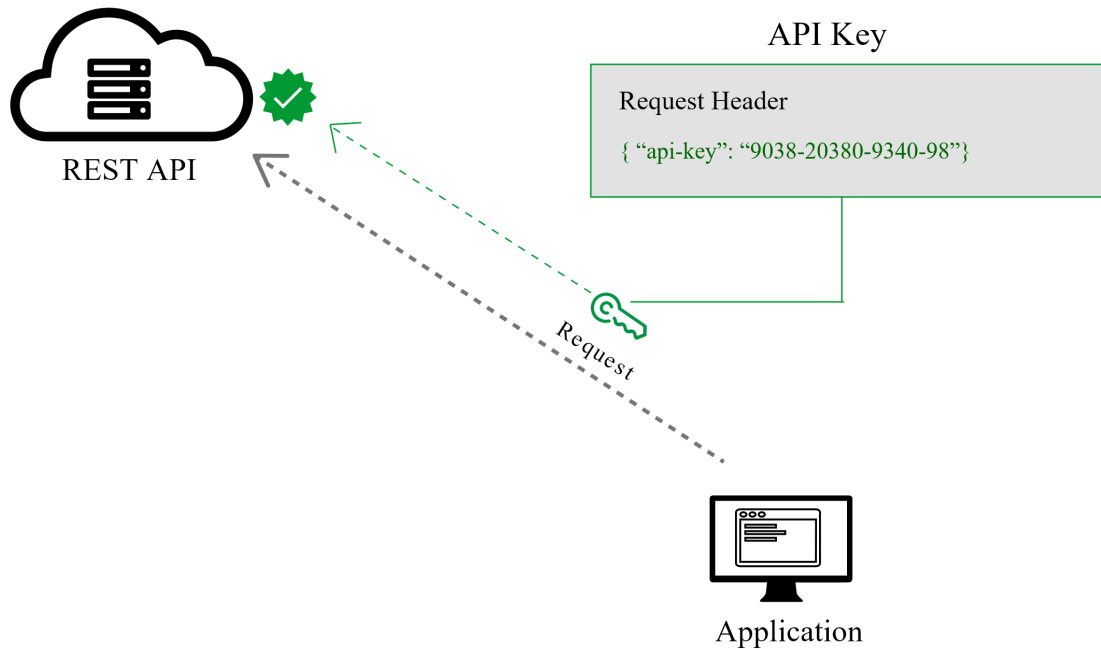 API Key
Request Header
{ “api-key”: “9038-20380-9340-98”}
REST API
Request
Application